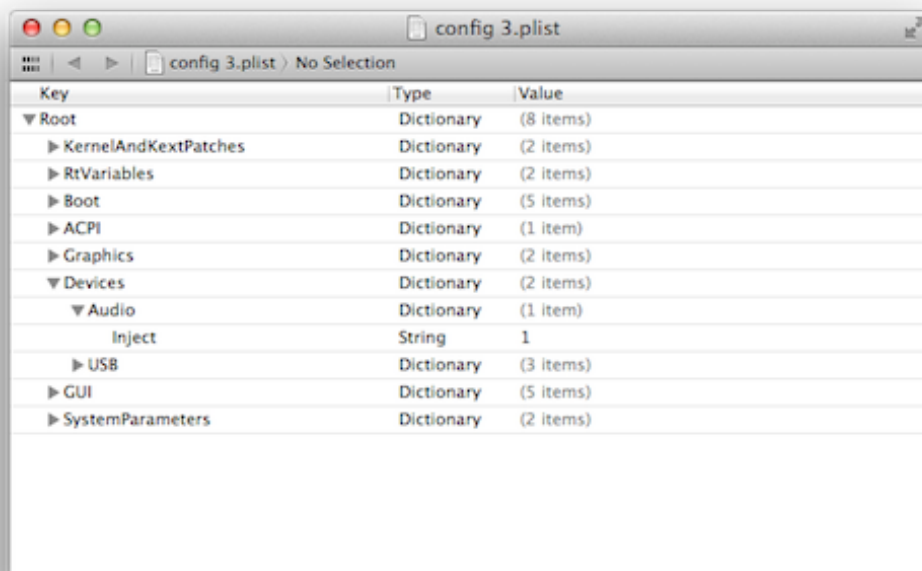 config 3.plist
config 3.plist No Selection
Key Type Value
Root Dictionary (8 items)
KernelAndKextPatches Dictionary (2 items)
RtVariables Dictionary (2 items)
Boot Dictionary (5 items)
ACPI Dictionary (1 item)
Graphics Dictionary (2 items)
Devices Dictionary (2 items)
Audio Dictionary (1 item)
Inject String 1
USB Dictionary (3 items)
GUI Dictionary (5 items)
SystemParameters Dictionary (2 items)